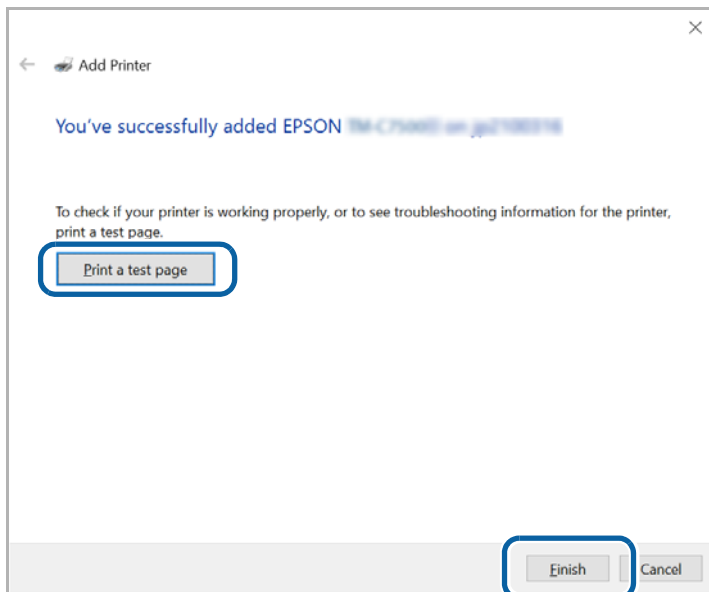 Add Printer
You've successfully added EPSON
To check if your printer is working properly, or to see troubleshooting information for the printer,
print a test page.
Print a test page
Finish
Cancel